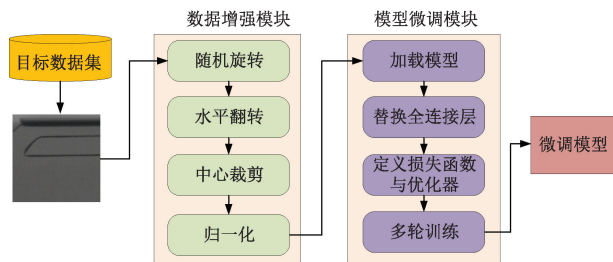 数据增强模块
模型微调模块
目标数据集
随机旋转
水平翻转
中心裁剪
归一化
加载模型
替换全连接层
定义损失函数
与优化器
多轮训练
微调模型